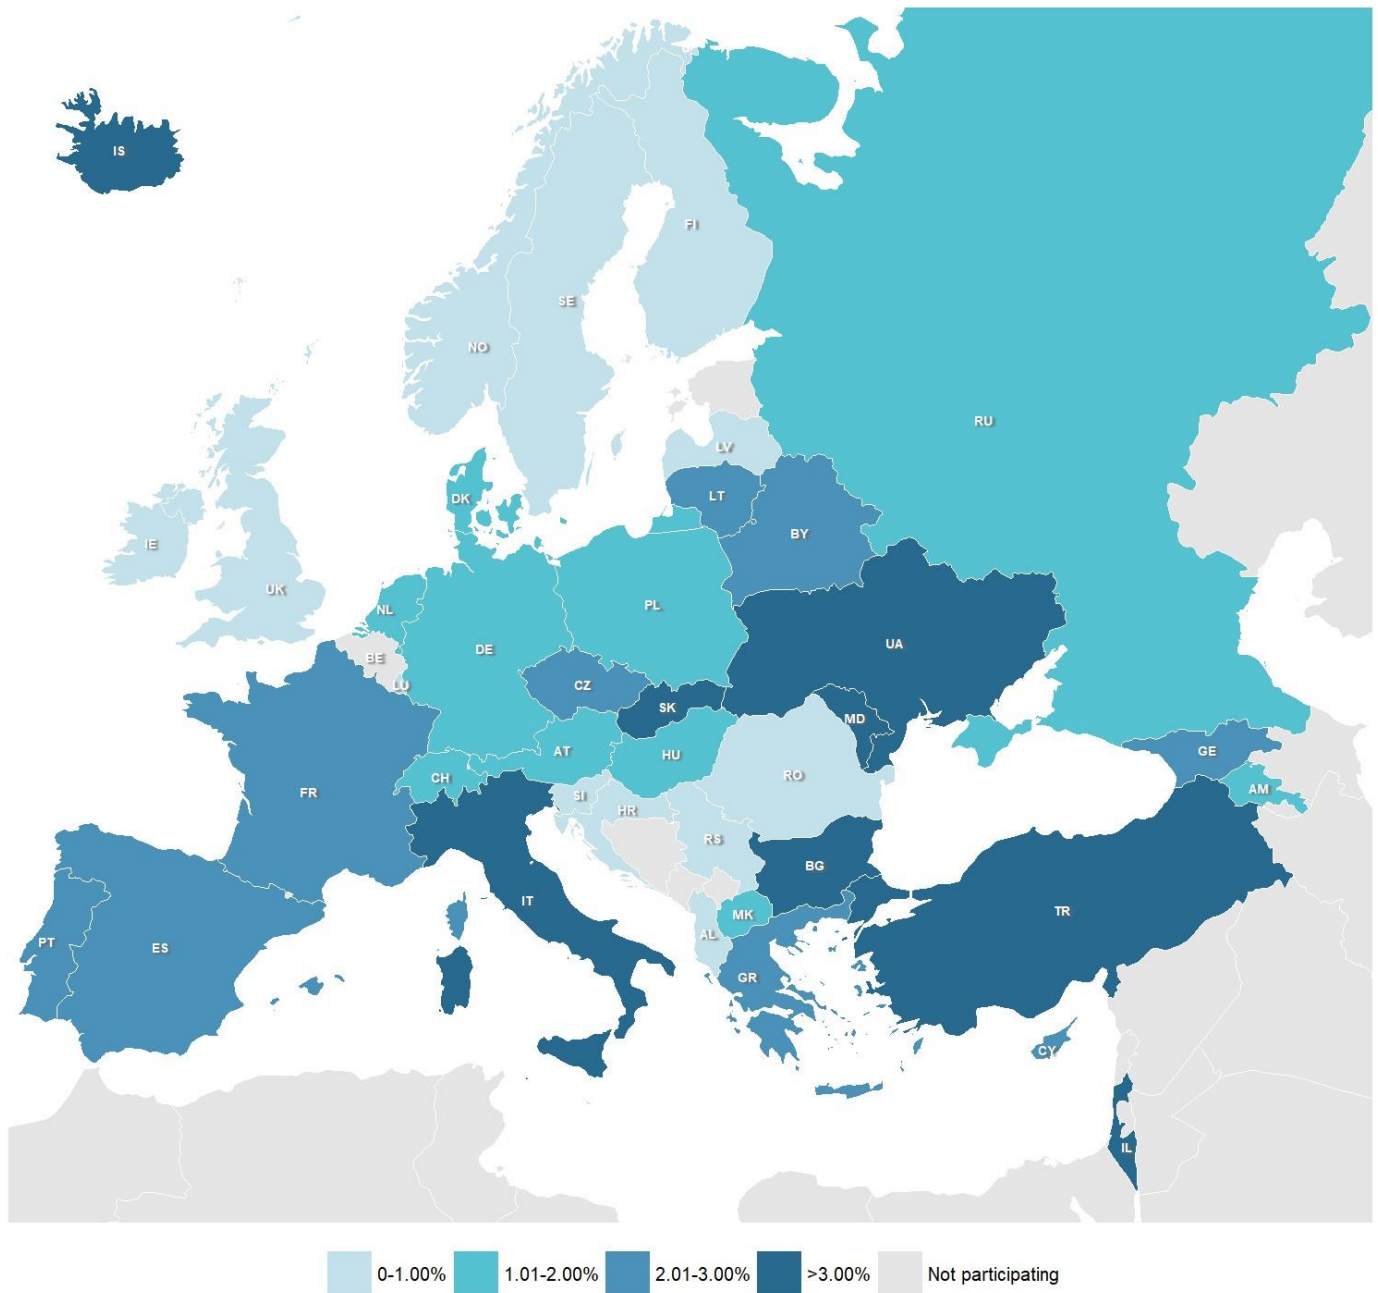 IS
FI
SE
NO
RU
LV
LT
DK
BY
IE
UK
NL
PL
DE
UA
BE
LU
CZ
SK
MD
AT
HU
CH
GE
RO
AM
SI
FR
HR
RS
BG
IT
TR
MK
AL
PT
ES
GR
CY
IL
0-1.00% 1.01-2.00% 2.01-3.00% >3.00% Not participating